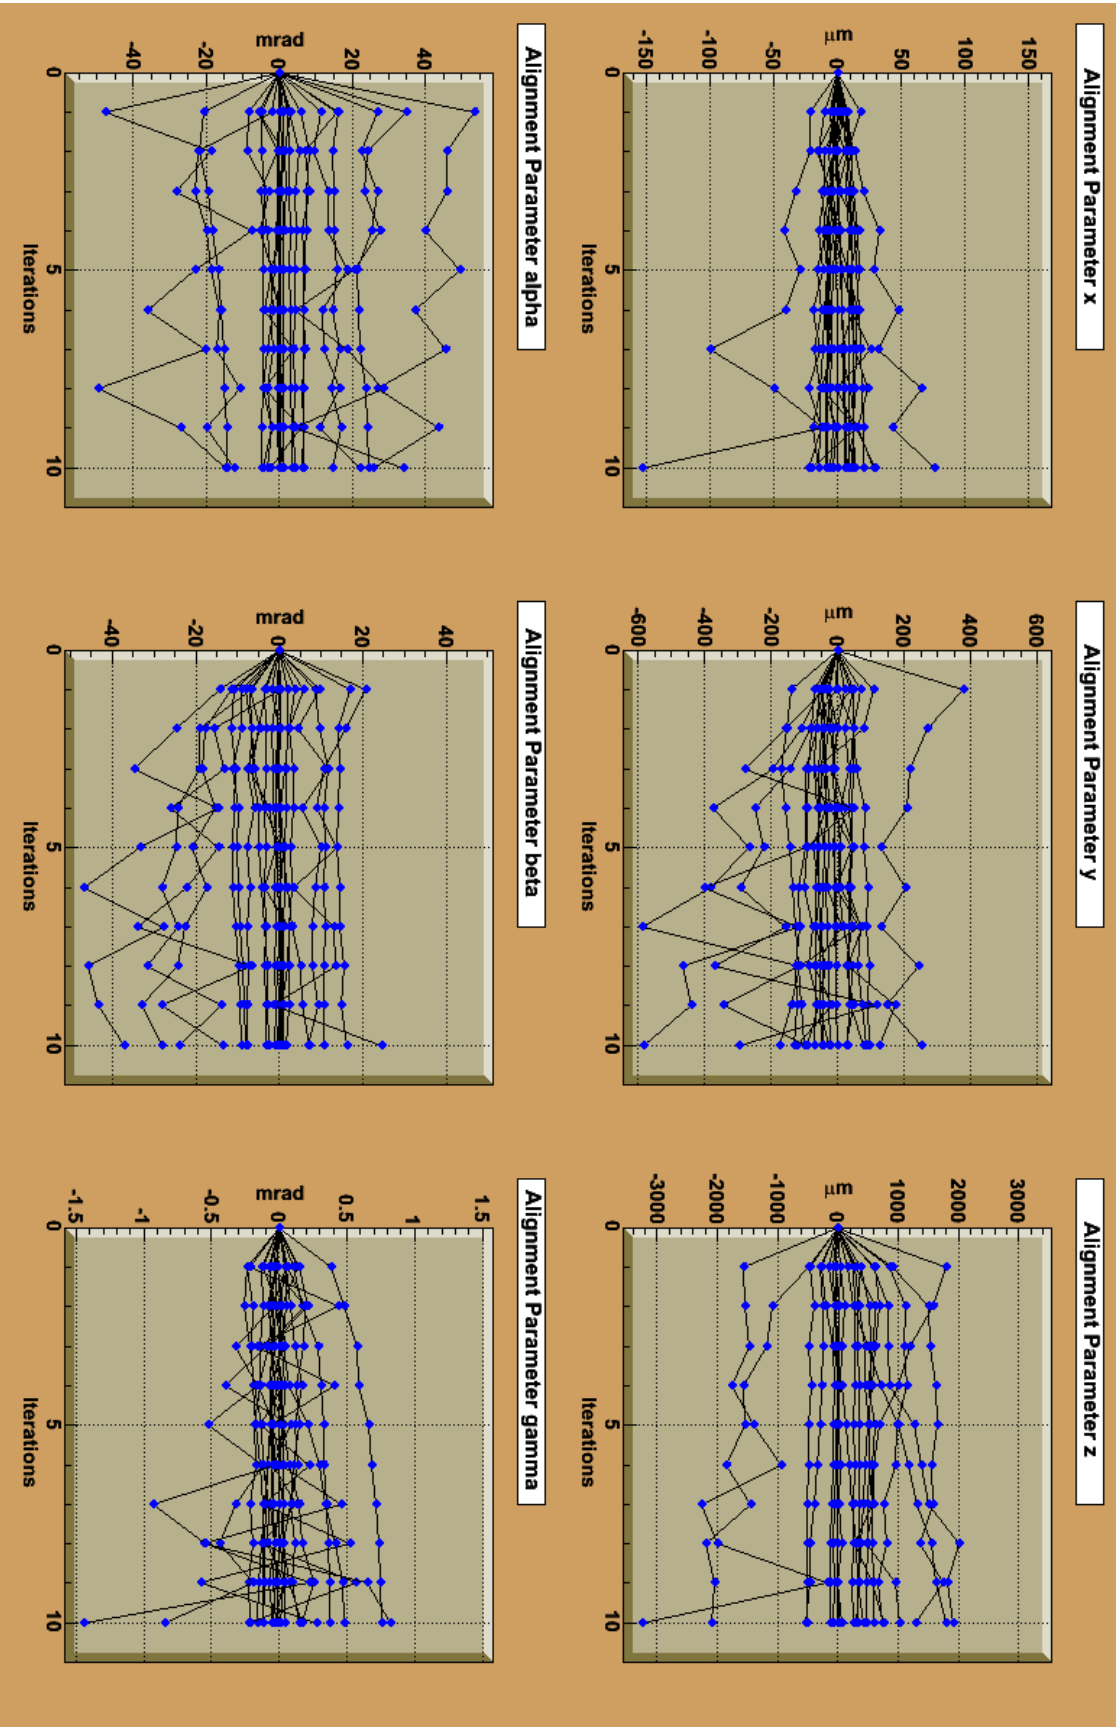 Alignment Parameter x
μm
150
100
50
0
-50
-100
-150
0 5 10
Iterations
Alignment Parameter y
μm
600
400
200
0
-200
-400
-600
0 5 10
Iterations
Alignment Parameter z
μm
3000
2000
1000
0
-1000
-2000
-3000
0 5 10
Iterations
Alignment Parameter alpha
mrad
40
20
0
-20
-40
0 5 10
Iterations
Alignment Parameter beta
mrad
40
20
0
-20
-40
0 5 10
Iterations
Alignment Parameter gamma
mrad
1.5
1
0.5
0
-0.5
-1
-1.5
0 5 10
Iterations